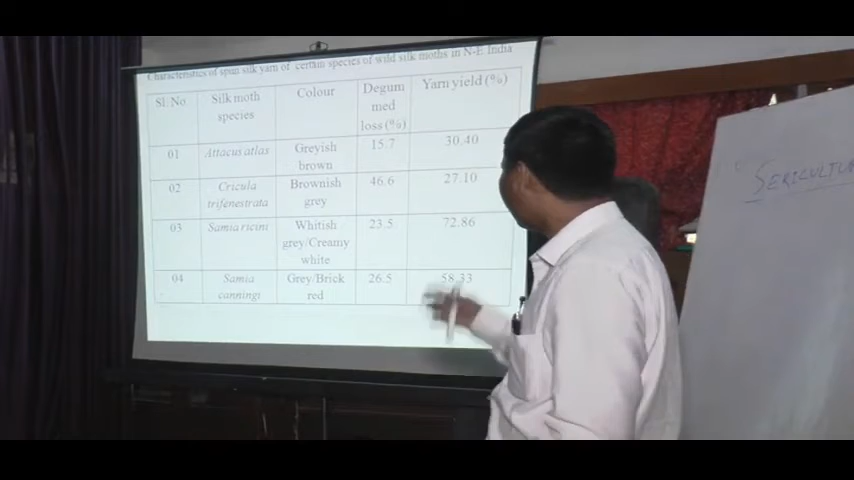 Characteristics of spun silk yarn of certain species of wild silk moths in N-E India
Sl. No Silk moth species Colour Degummed loss (%) Yarn yield (%)
01 Attacus atlas Greyish brown 15.7 30.40
02 Cricula trifenestrata Brownish grey 46.6 27.10
03 Samia ricini Whitish grey/Creamy white 23.5 72.86
04 Samia canningi Grey/Brick red 26.5 58.33
SERICULTU